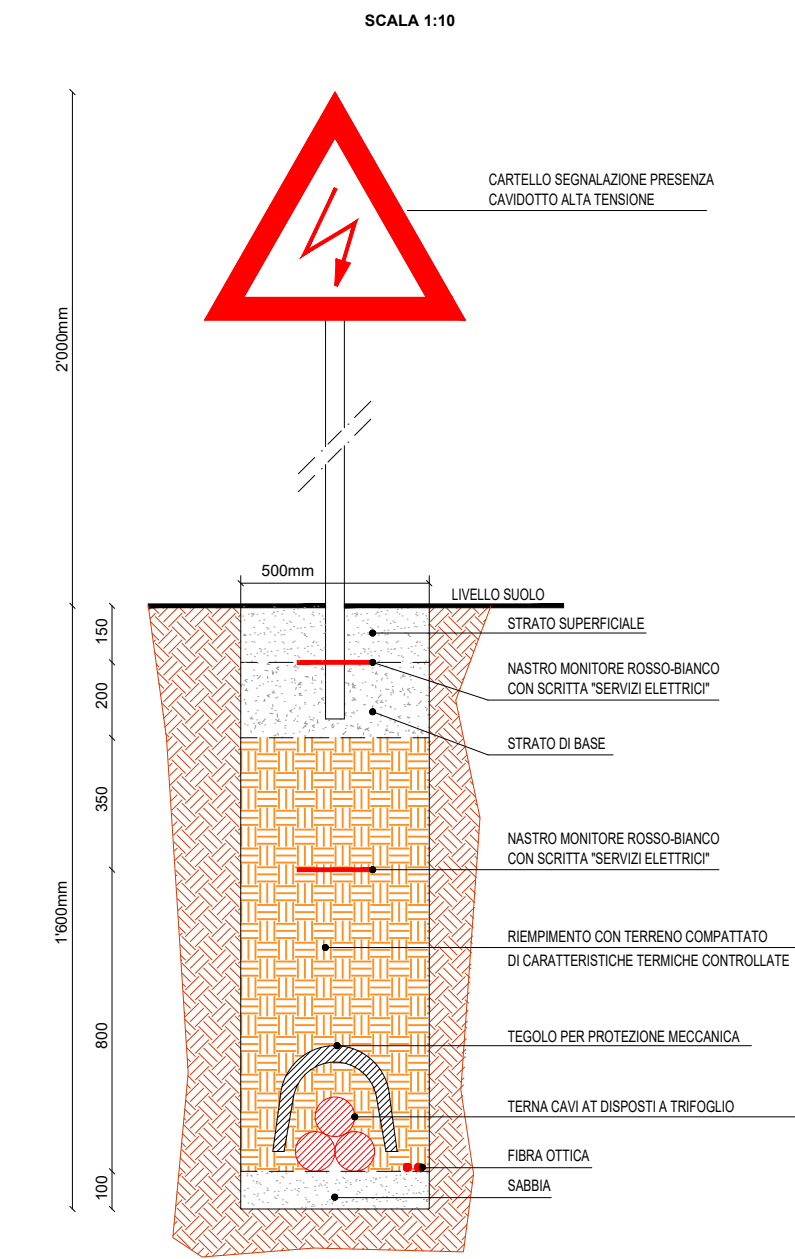 SCALA 1:10
CARTELLO SEGNALAZIONE PRESENZA
CAVIDOTTO ALTA TENSIONE
2'000mm
500mm
LIVELLO SUOLO
150
STRATO SUPERFICIALE
NASTRO MONITORE ROSSO-BIANCO
CON SCRITTA "SERVIZI ELETTRICI"
200
STRATO DI BASE
350
NASTRO MONITORE ROSSO-BIANCO
CON SCRITTA "SERVIZI ELETTRICI"
1'600mm
RIEMPIMENTO CON TERRENO COMPATTATO
DI CARATTERISTICHE TERMICHE CONTROLLATE
800
TEGOLO PER PROTEZIONE MECCANICA
TERNA CAVI AT DISPOSTI A TRIFOGLIO
FIBRA OTTICA
100
SABBIA